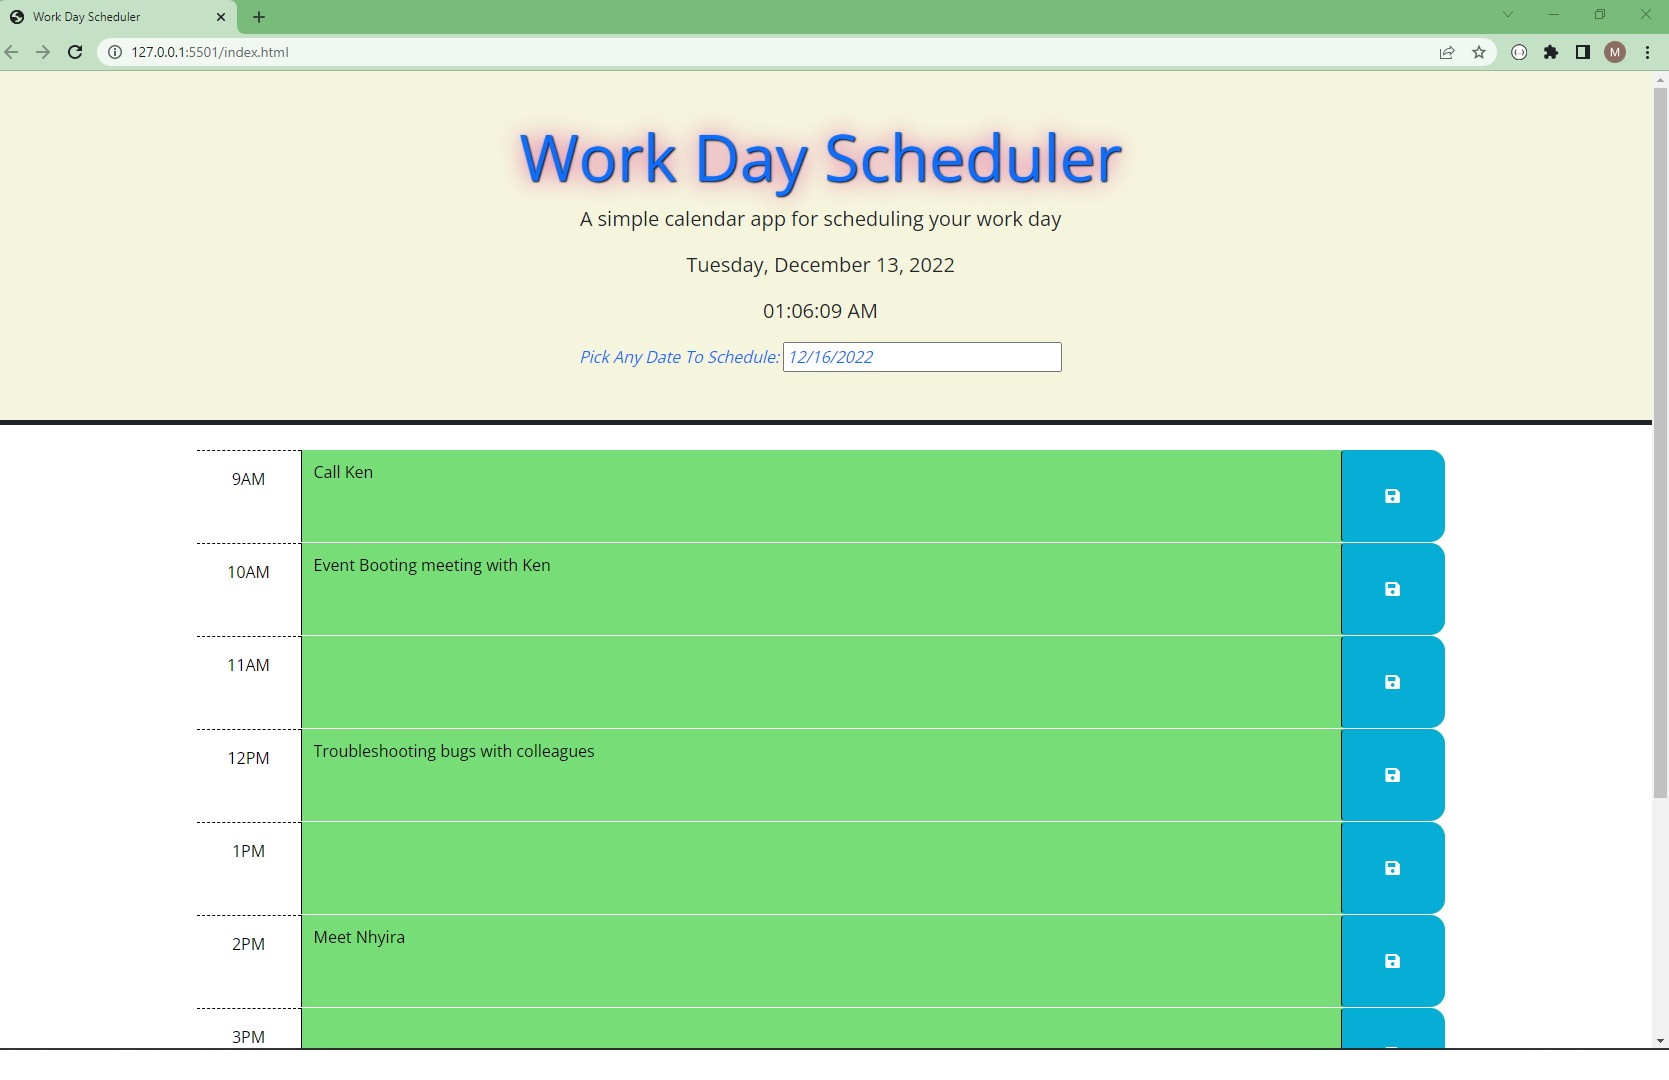 Work Day Scheduler
127.0.0.1:5501/index.html
M
Work Day Scheduler
A simple calendar app for scheduling your work day
Tuesday, December 13, 2022
01:06:09 AM
Pick Any Date To Schedule: 12/16/2022
9AM Call Ken
10AM Event Booting meeting with Ken
11AM
12PM Troubleshooting bugs with colleagues
1PM
2PM Meet Nhyira
3PM